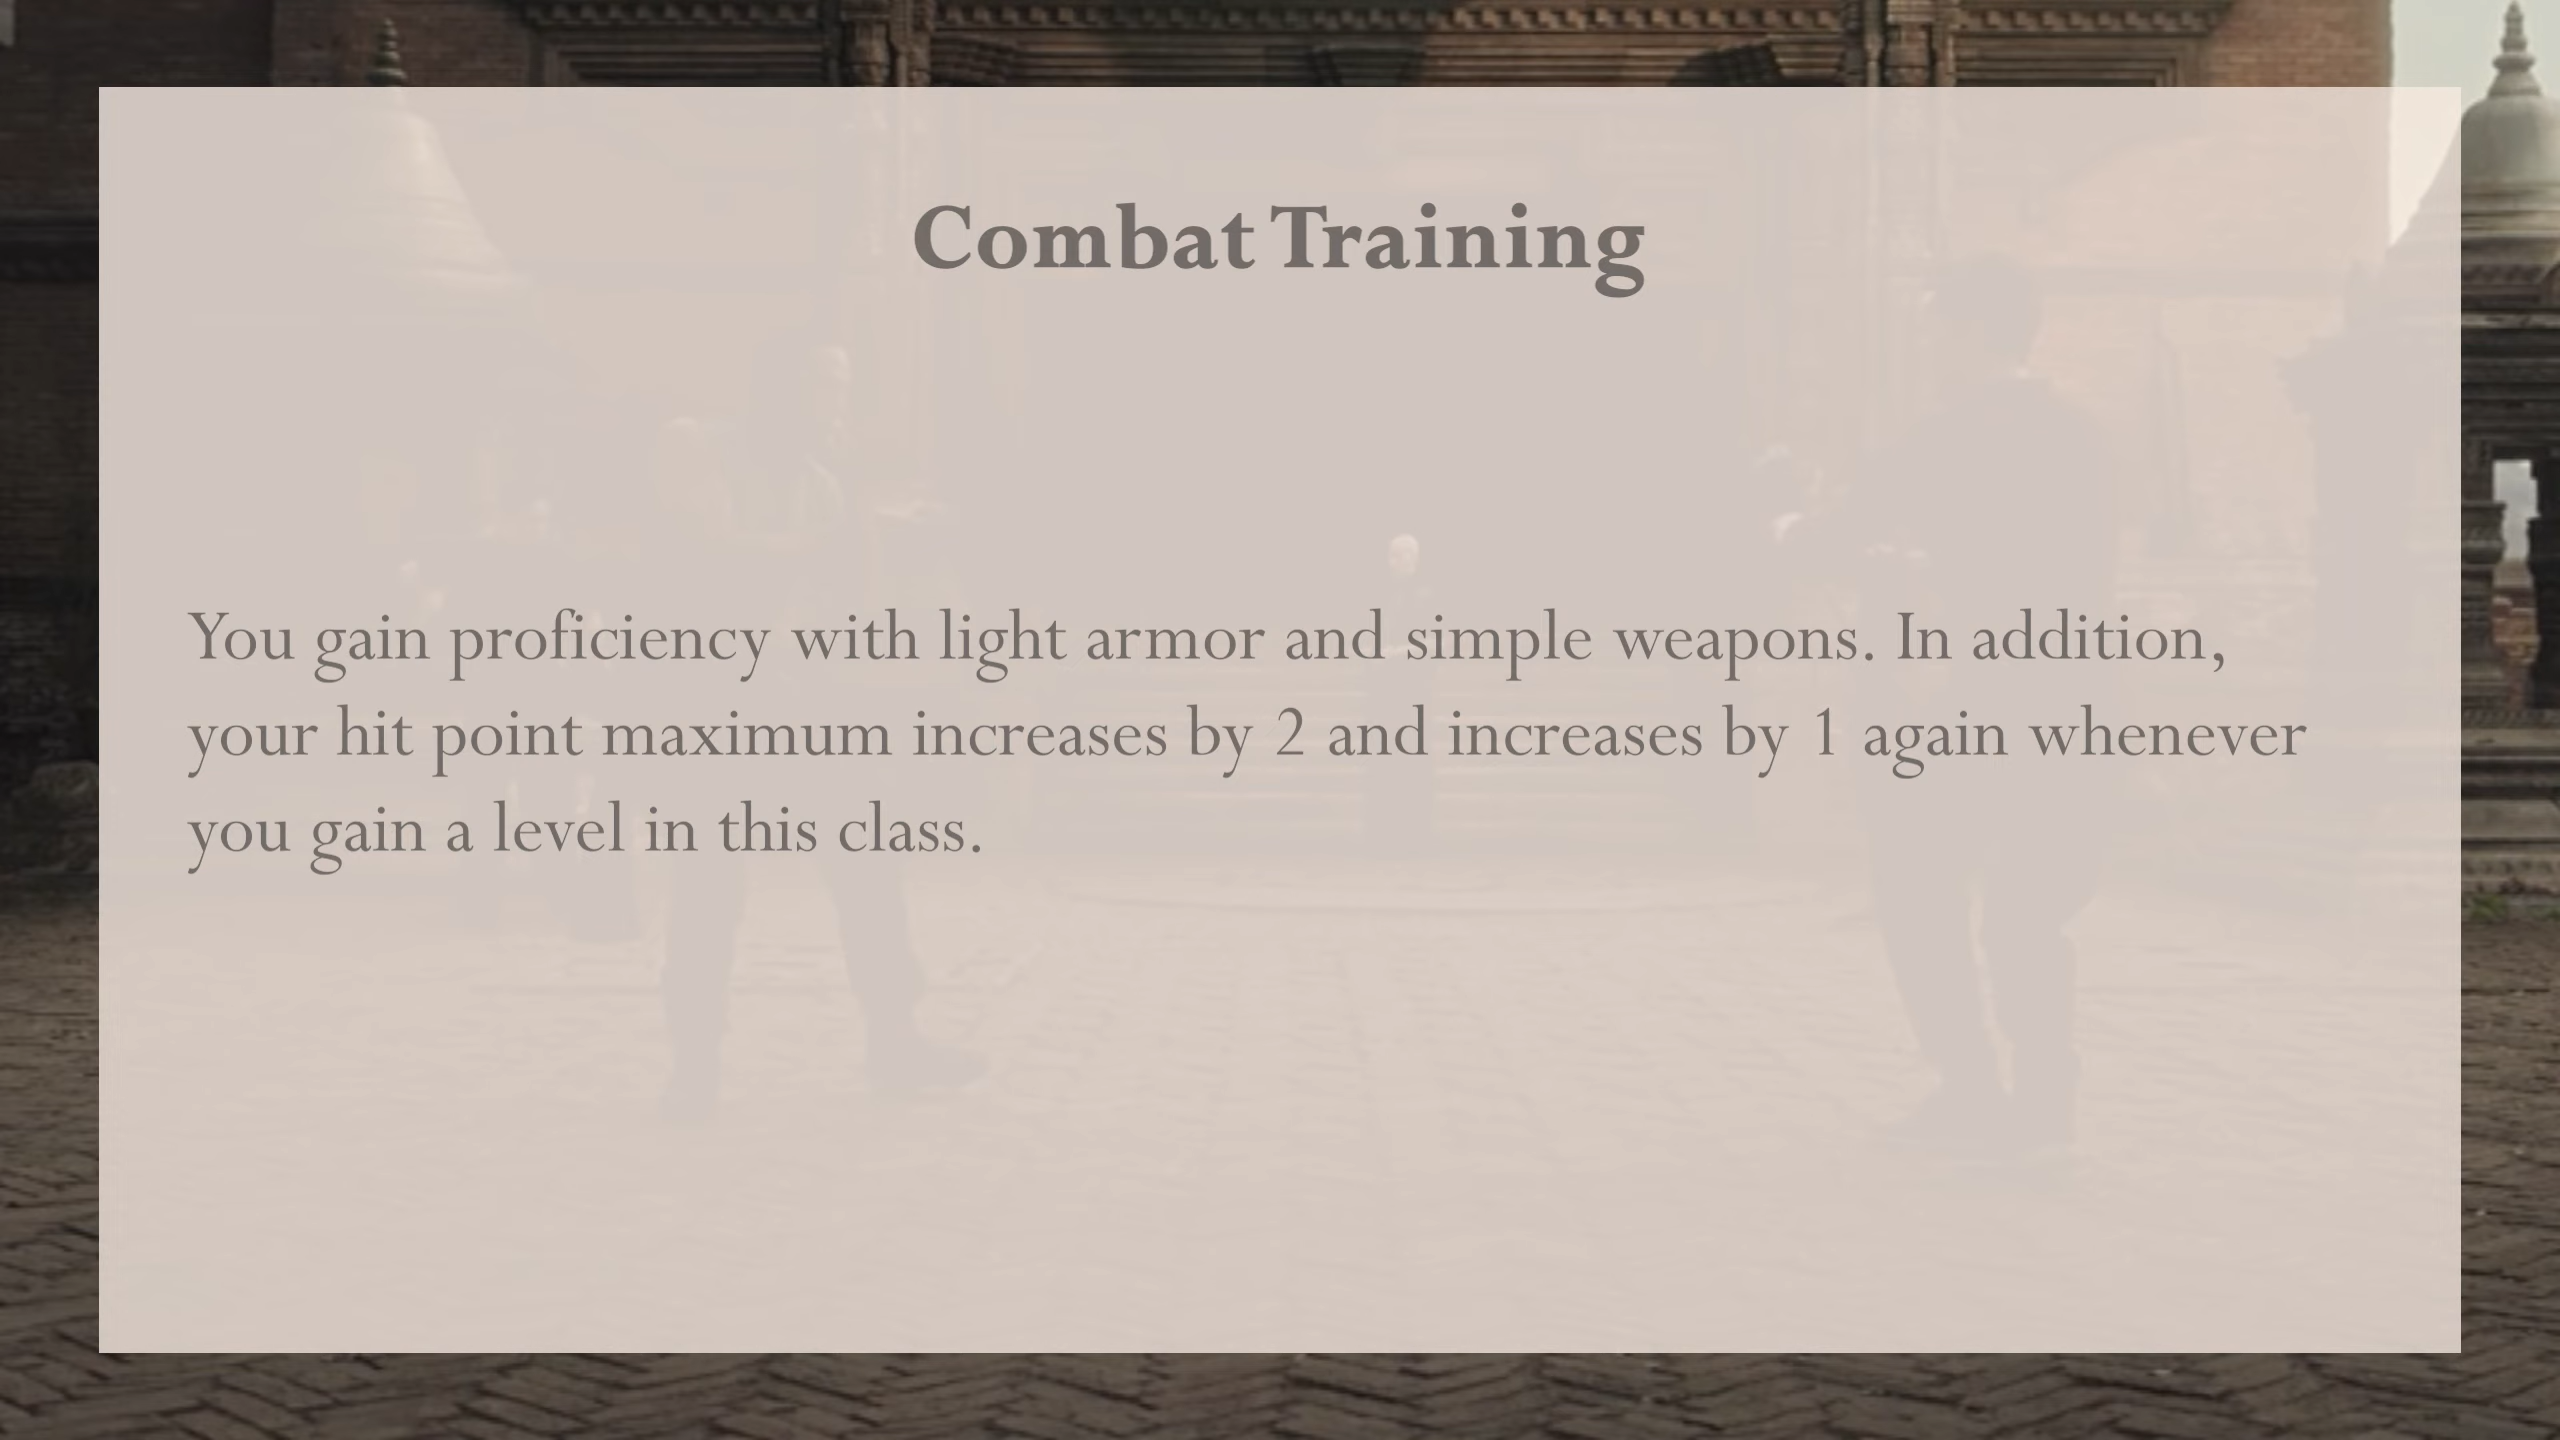 Combat Training
You gain proficiency with light armor and simple weapons. In addition,
your hit point maximum increases by 2 and increases by 1 again whenever
you gain a level in this class.